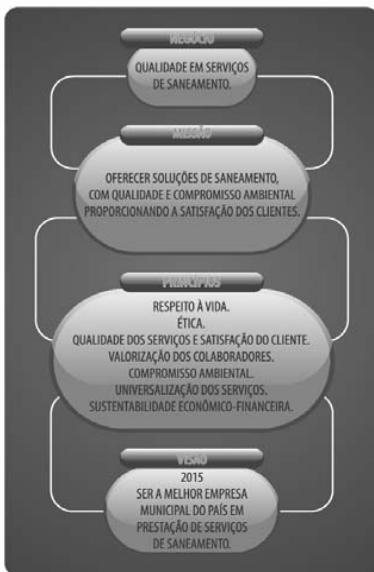 NEGÓCIO
QUALIDADE EM SERVIÇOS
DE SANEAMENTO.
MISSÃO
OFERECER SOLUÇÕES DE SANEAMENTO,
COM QUALIDADE E COMPROMISSO AMBIENTAL
PROPORCIONANDO A SATISFAÇÃO DOS CLIENTES.
PRINCÍPIOS
RESPEITO À VIDA.
ÉTICA.
QUALIDADE DOS SERVIÇOS E SATISFAÇÃO DO CLIENTE.
VALORIZAÇÃO DOS COLABORADORES.
COMPROMISSO AMBIENTAL.
UNIVERSALIZAÇÃO DOS SERVIÇOS.
SUSTENTABILIDADE ECONÔMICO-FINANCEIRA.
VISÃO
2015
SER A MELHOR EMPRESA
MUNICIPAL DO PAÍS EM
PRESTAÇÃO DE SERVIÇOS
DE SANEAMENTO.